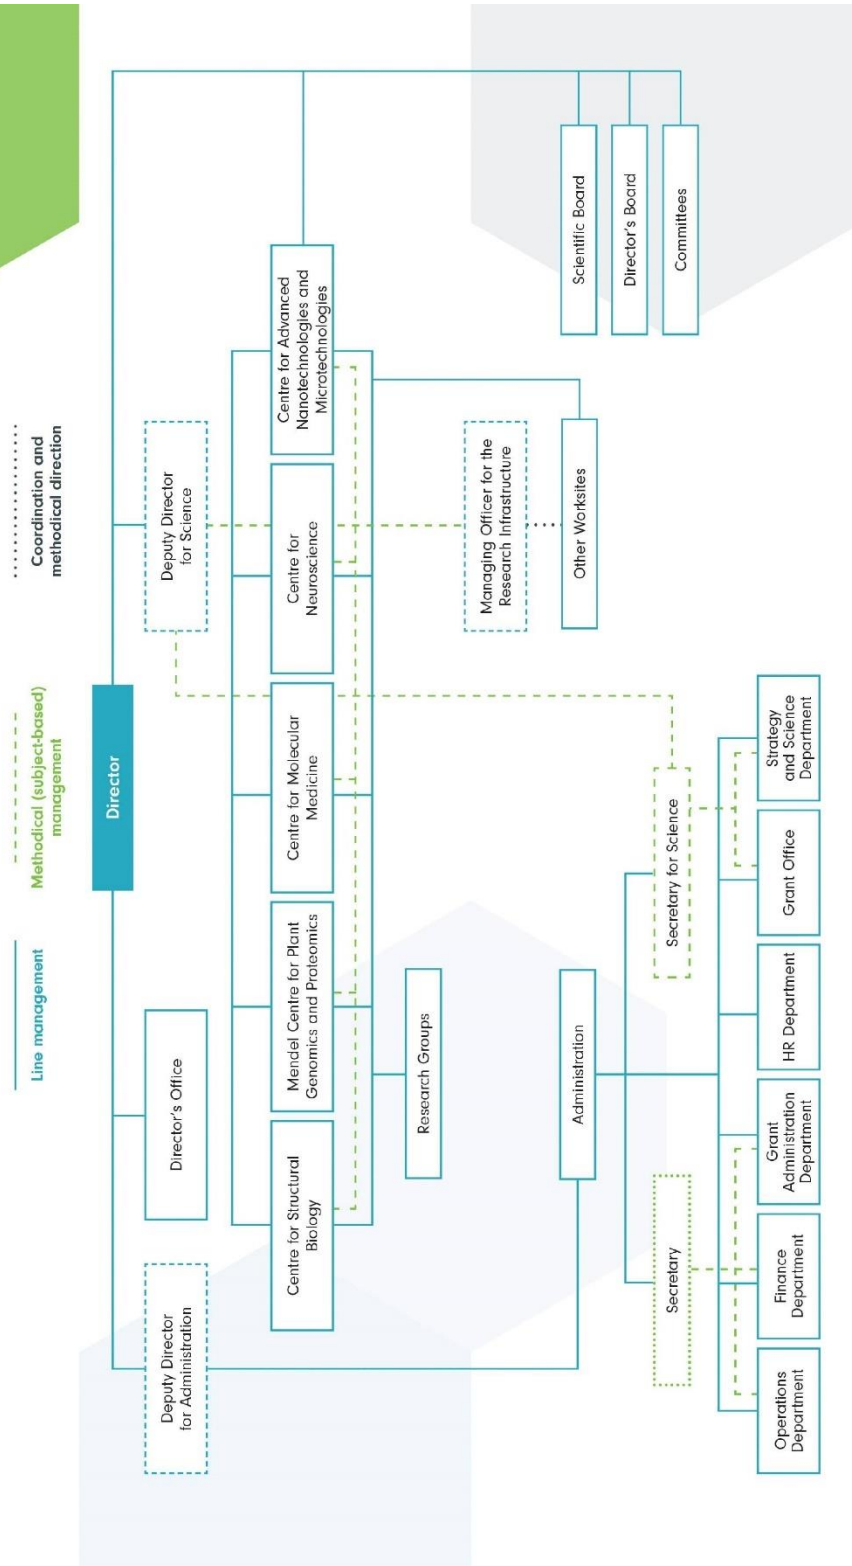 Line management
Methodical (subject-based)
management
Coordination and
methodical direction
Director
Deputy Director
for Administration
Director's Office
Deputy Director
for Science
Centre for Structural
Biology
Mendel Centre for Plant
Genomics and Proteomics
Centre for Molecular
Medicine
Centre for
Neuroscience
Centre for Advanced
Nanotechnologies and
Microtechnologies
Research Groups
Managing Officer for the
Research Infrastructure
Administration
Other Worksites
Scientific Board
Director's Board
Committees
Secretary
Secretary for Science
Operations
Department
Finance
Department
Grant
Administration
Department
HR Department
Grant Office
Strategy
and Science
Department